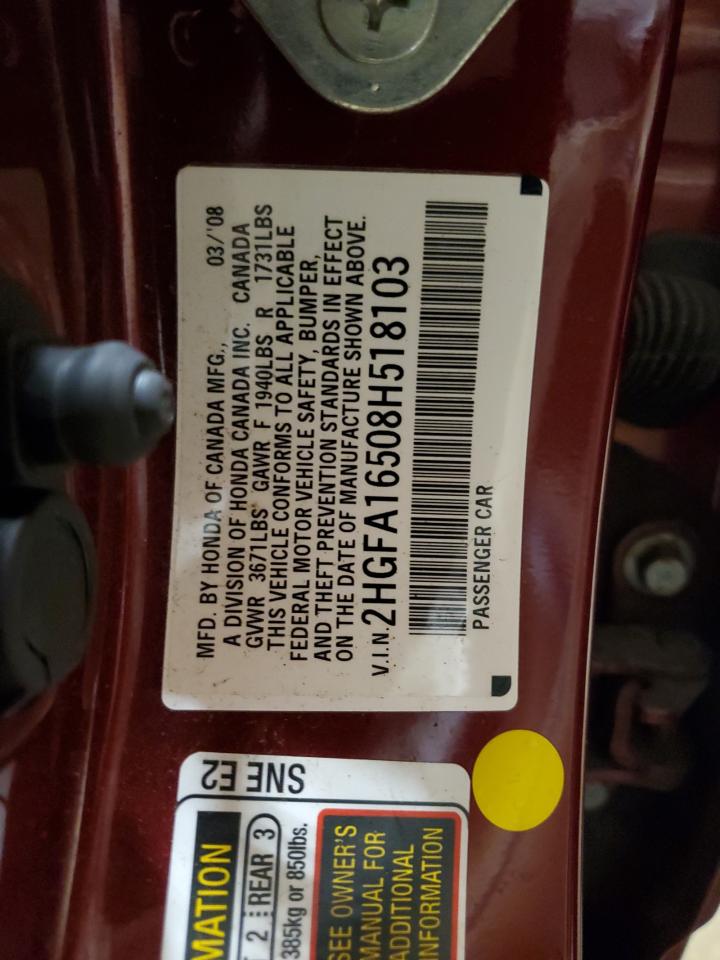 MFD. BY HONDA OF CANADA MFG., 03/'08
A DIVISION OF HONDA CANADA INC. CANADA
GVWR 3671LBS GAWR F 1940LBS R 1731LBS
THIS VEHICLE CONFORMS TO ALL APPLICABLE
FEDERAL MOTOR VEHICLE SAFETY, BUMPER,
AND THEFT PREVENTION STANDARDS IN EFFECT
ON THE DATE OF MANUFACTURE SHOWN ABOVE.
V.I.N. 2HGFA16508H518103
PASSENGER CAR
SNE E2
MATION
2 REAR 3
385kg or 850lbs.
SEE OWNER'S
MANUAL FOR
ADDITIONAL
INFORMATION